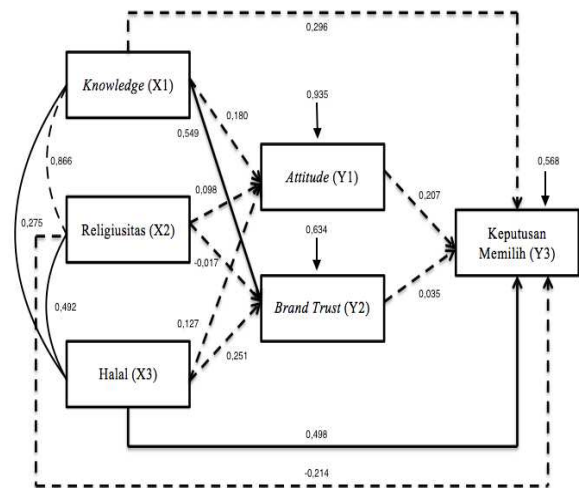 0,296
Knowledge (X1)
0,935
0,180
0,549
Attitude (Y1)
0,866
0,568
0,098
0,207
0,275
Religiusitas (X2)
0,634
Keputusan
Memilih (Y3)
-0,017
0,492
Brand Trust (Y2)
0,035
0,127
0,251
Halal (X3)
0,498
-0,214